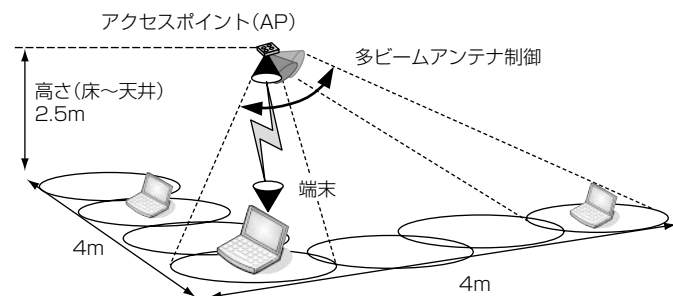 アクセスポイント(AP)
多ビームアンテナ制御
高さ(床〜天井)
2.5m
端末
4m
4m